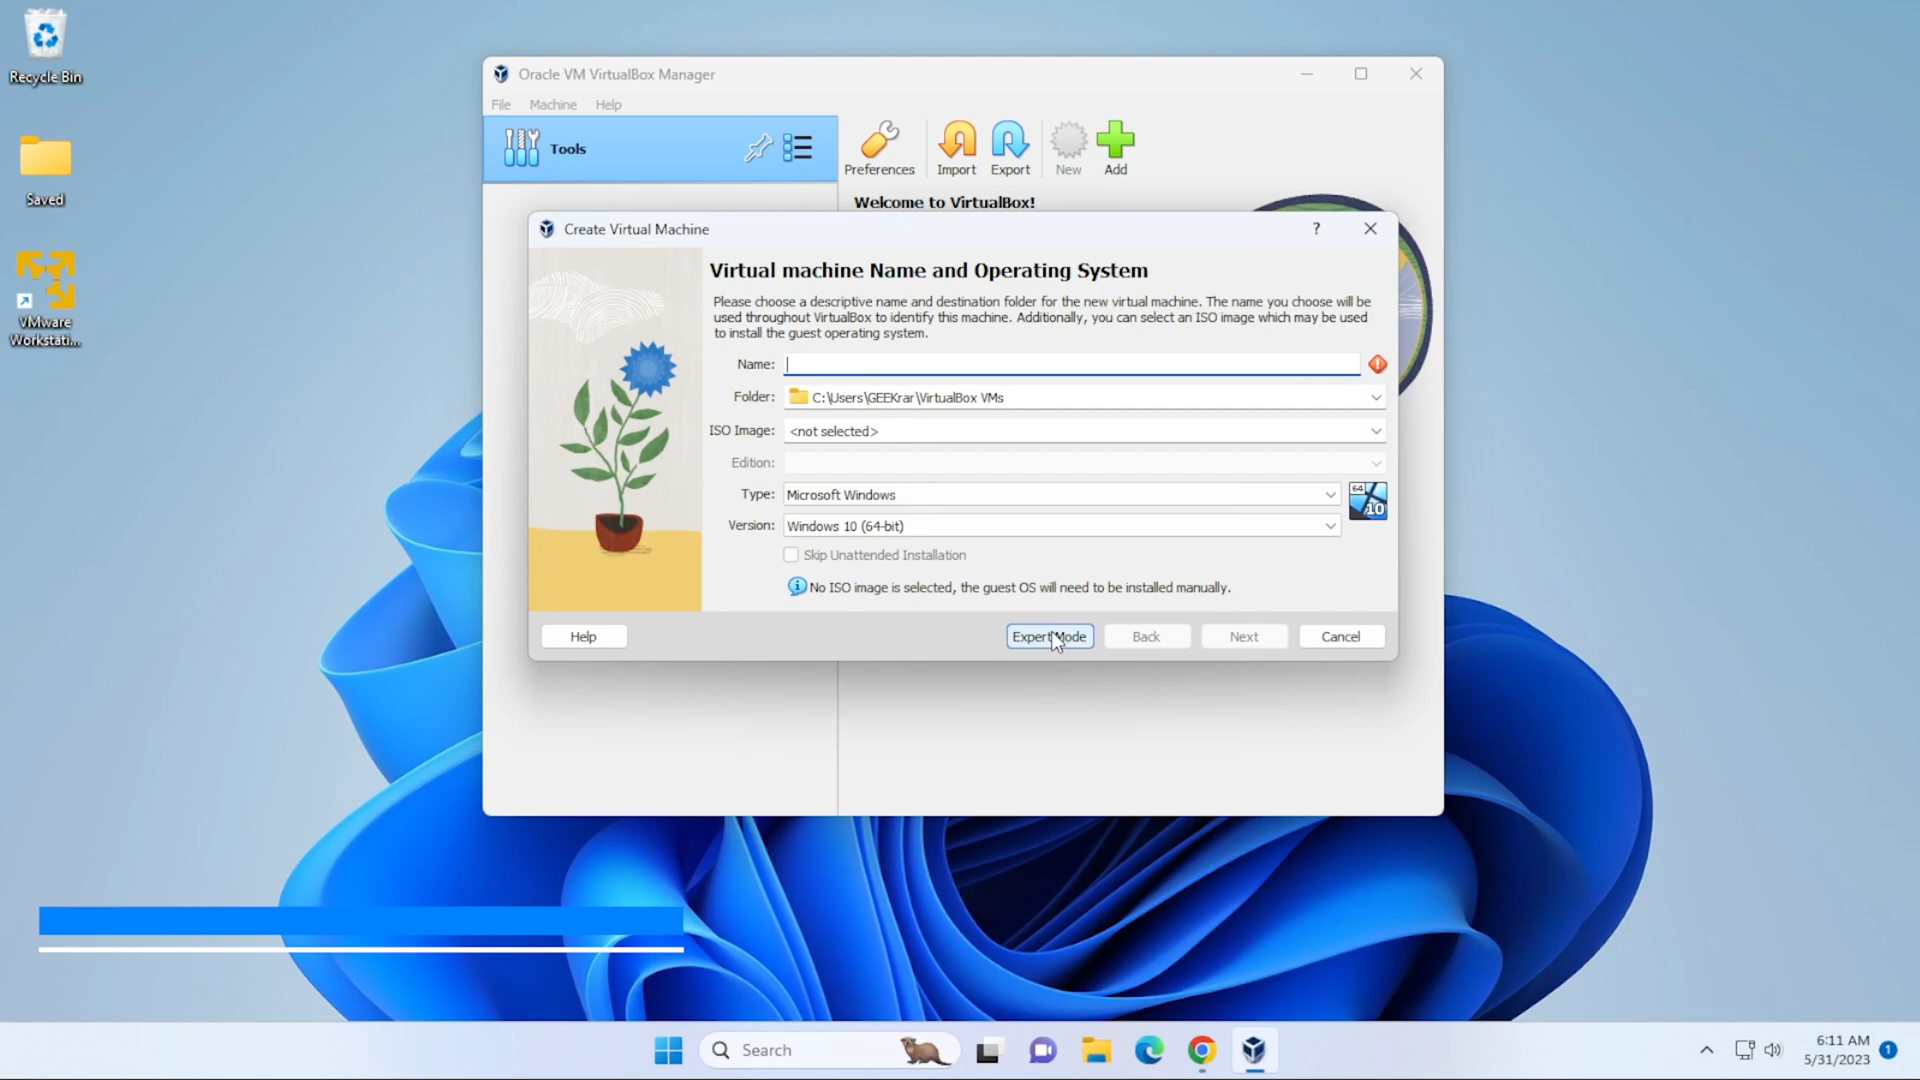 Recycle Bin
Saved
VMware
Workstati...
Oracle VM VirtualBox Manager
File Machine Help
Tools
Preferences Import Export New Add
Welcome to VirtualBox!
Create Virtual Machine
?
Virtual machine Name and Operating System
Please choose a descriptive name and destination folder for the new virtual machine. The name you choose will be
used throughout VirtualBox to identify this machine. Additionally, you can select an ISO image which may be used
to install the guest operating system.
Name:
Folder: C:\Users\GEEKrar\VirtualBox VMs
ISO Image: <not selected>
Edition:
Type: Microsoft Windows
64
10
Version: Windows 10 (64-bit)
Skip Unattended Installation
No ISO image is selected, the guest OS will need to be installed manually.
Help Expert Mode Back Next Cancel
Search
6:11 AM
5/31/2023
1